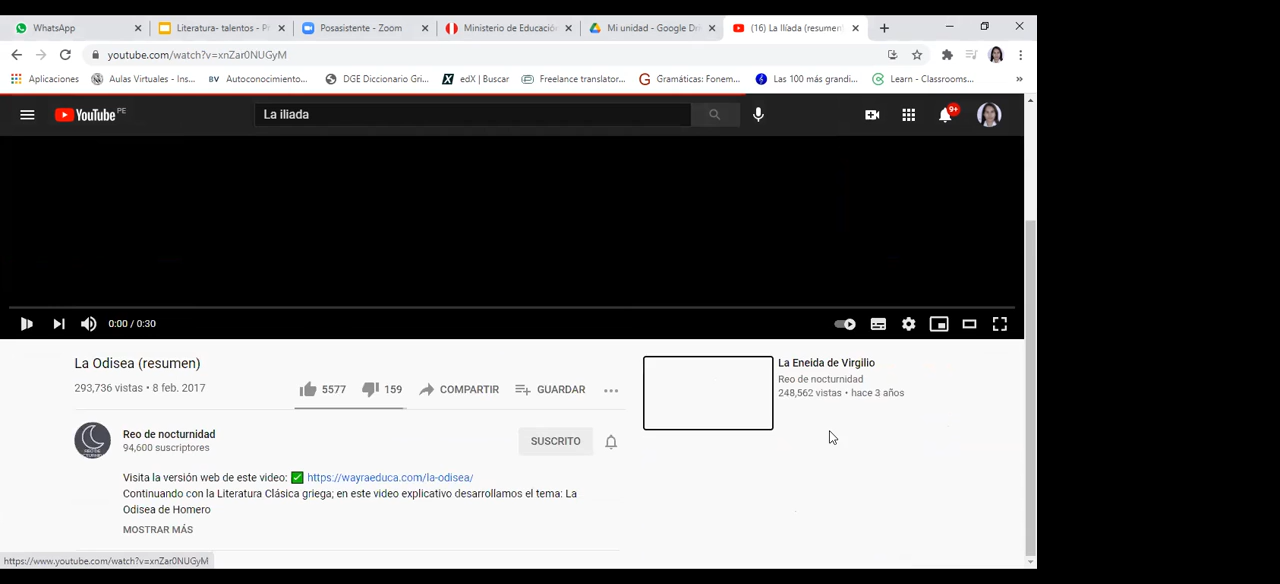 WhatsApp
Literatura- talentos - P
Posasistente - Zoom
Ministerio de Educación
Mi unidad - Google Dri
(16) La Ilíada (resumen)
youtube.com/watch?v=xnZar0NUGyM
Aplicaciones
Aulas Virtuales - Ins...
BV Autoconocimiento...
DGE Diccionario Gri...
edX | Buscar
Freelance translator...
Gramáticas: Fonem...
Las 100 más grandi...
Learn - Classrooms...
»
YouTube PE
La iliada
9+
0:00 / 0:30
La Odisea (resumen)
293,736 vistas • 8 feb. 2017
5577
159
COMPARTIR
GUARDAR
Reo de nocturnidad
94,600 suscriptores
SUSCRITO
Visita la versión web de este video: ✅ https://wayraeduca.com/la-odisea/
Continuando con la Literatura Clásica griega; en este video explicativo desarrollamos el tema: La
Odisea de Homero
MOSTRAR MÁS
La Eneida de Virgilio
Reo de nocturnidad
248,562 vistas • hace 3 años
https://www.youtube.com/watch?v=xnZar0NUGyM